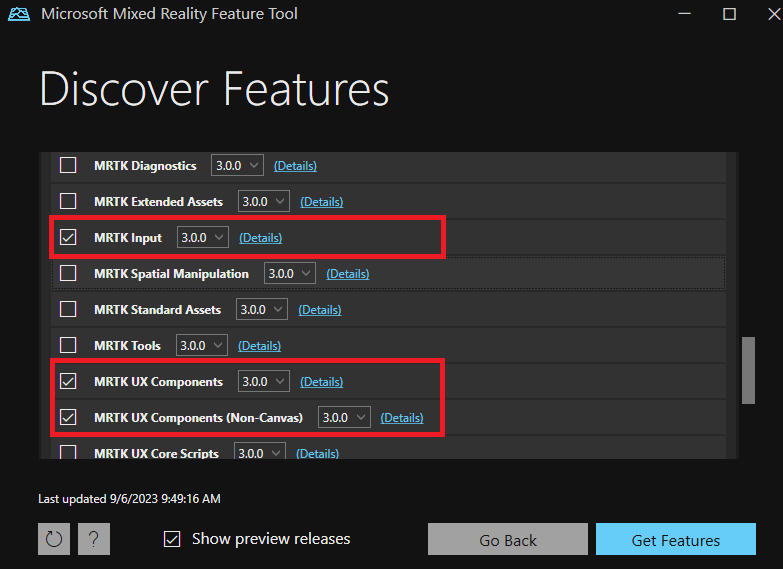 Microsoft Mixed Reality Feature Tool
Discover Features
MRTK Diagnostics 3.0.0 (Details)
MRTK Extended Assets 3.0.0 (Details)
MRTK Input 3.0.0 (Details)
MRTK Spatial Manipulation 3.0.0 (Details)
MRTK Standard Assets 3.0.0 (Details)
MRTK Tools 3.0.0 (Details)
MRTK UX Components 3.0.0 (Details)
MRTK UX Components (Non-Canvas) 3.0.0 (Details)
MRTK UX Core Scripts 3.0.0 (Details)
Last updated 9/6/2023 9:49:16 AM
? Show preview releases Go Back Get Features